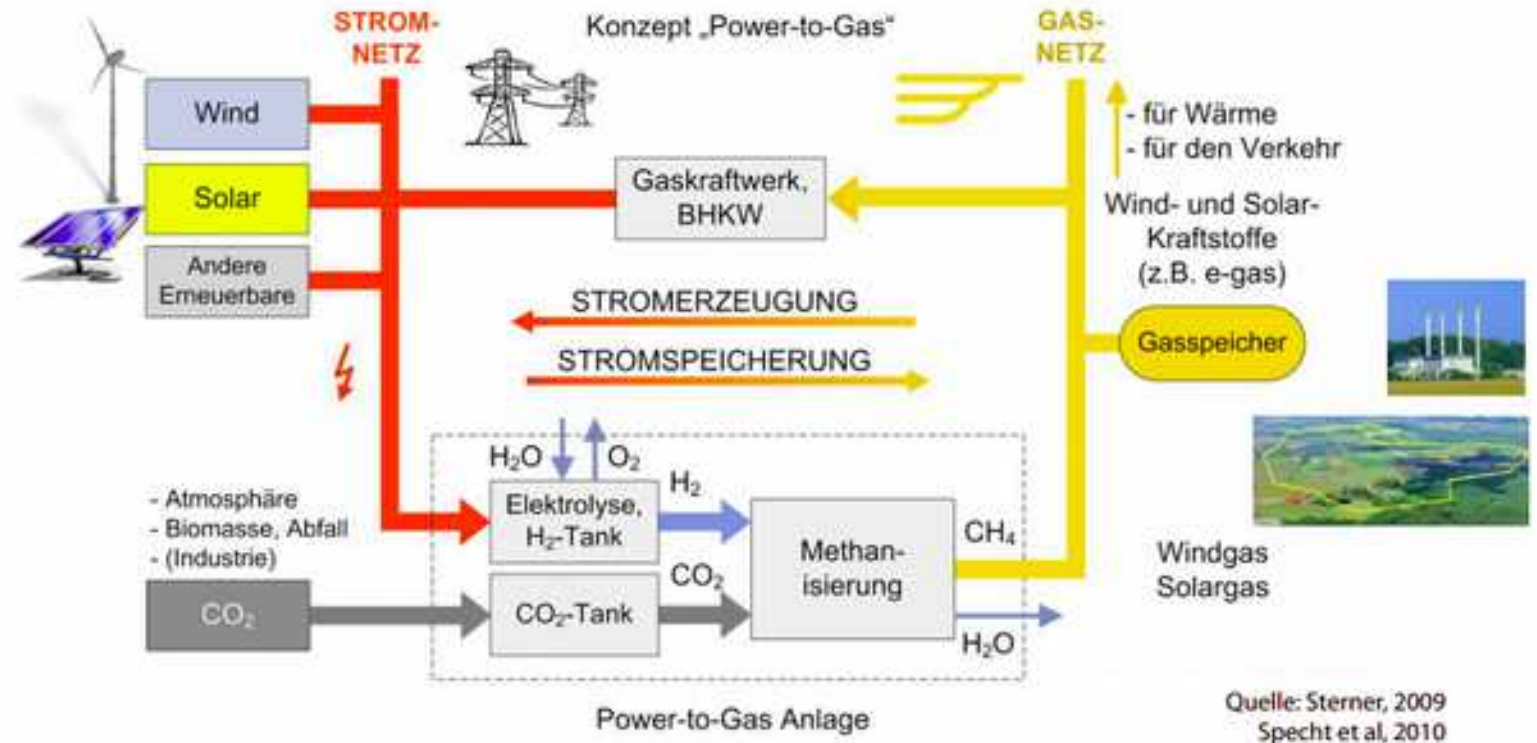 Konzept „Power-to-Gas“
STROM-
NETZ
GAS-
NETZ
Wind
Solar
Andere
Erneuerbare
Gaskraftwerk,
BHKW
- für Wärme
- für den Verkehr
Wind- und Solar-
Kraftstoffe
(z.B. e-gas)
STROMERZEUGUNG
STROMSPEICHERUNG
Gasspeicher
H₂O
O₂
- Atmosphäre
- Biomasse, Abfall
- (Industrie)
CO₂
Elektrolyse,
H₂-Tank
H₂
CO₂-Tank
CO₂
Methan-
isierung
CH₄
H₂O
Windgas
Solargas
Power-to-Gas Anlage
Quelle: Sterner, 2009
Specht et al, 2010